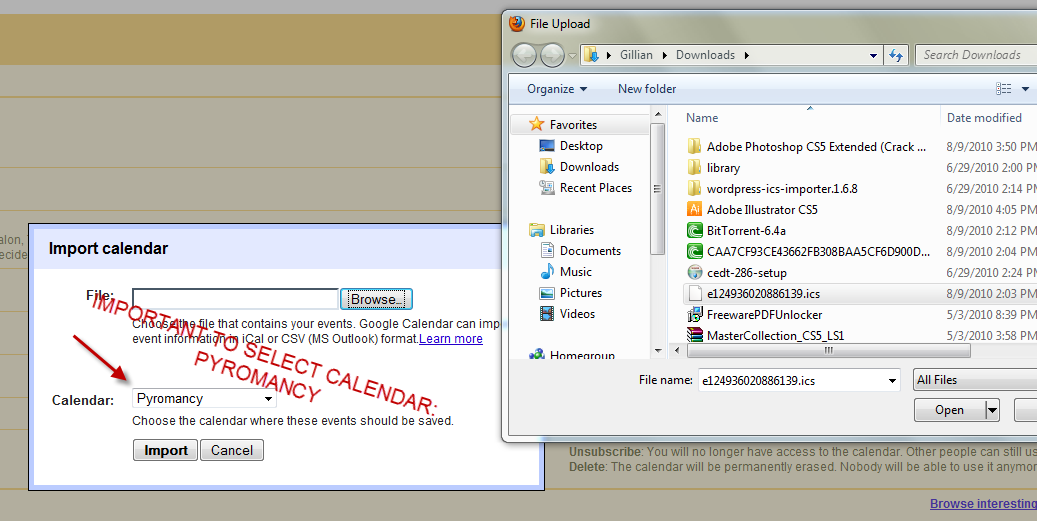 File Upload
Gillian
Downloads
Search Downloads
Organize
New folder
Favorites
Desktop
Downloads
Recent Places
Libraries
Documents
Music
Pictures
Videos
Homegroup
Name
Date modified
Adobe Photoshop CS5 Extended (Crack ... 8/9/2010 3:50 PM
library 6/29/2010 2:00 PM
wordpress-ics-importer.1.6.8 6/29/2010 2:14 PM
Adobe Illustrator CS5 8/9/2010 4:05 PM
BitTorrent-6.4a 8/9/2010 2:12 PM
CAA7CF93CE43662FB308BAA5CF6D900D... 8/9/2010 2:04 PM
cedt-286-setup 6/29/2010 2:24 PM
e124936020886139.ics 8/9/2010 2:03 PM
FreewarePDFUnlocker 5/3/2010 8:39 PM
MasterCollection_CS5_LS1 5/3/2010 3:58 PM
File name: e124936020886139.ics
All Files
Open
Import calendar
File:
Browse...
Choose the file that contains your events. Google Calendar can imp
event information in iCal or CSV (MS Outlook) format. Learn more
IMPORTANT TO SELECT CALENDAR:
PYROMANCY
Calendar: Pyromancy
Choose the calendar where these events should be saved.
Import Cancel
alon,
ecide
Unsubscribe: You will no longer have access to the calendar. Other people can still us
Delete: The calendar will be permanently erased. Nobody will be able to use it anymor
Browse interesting